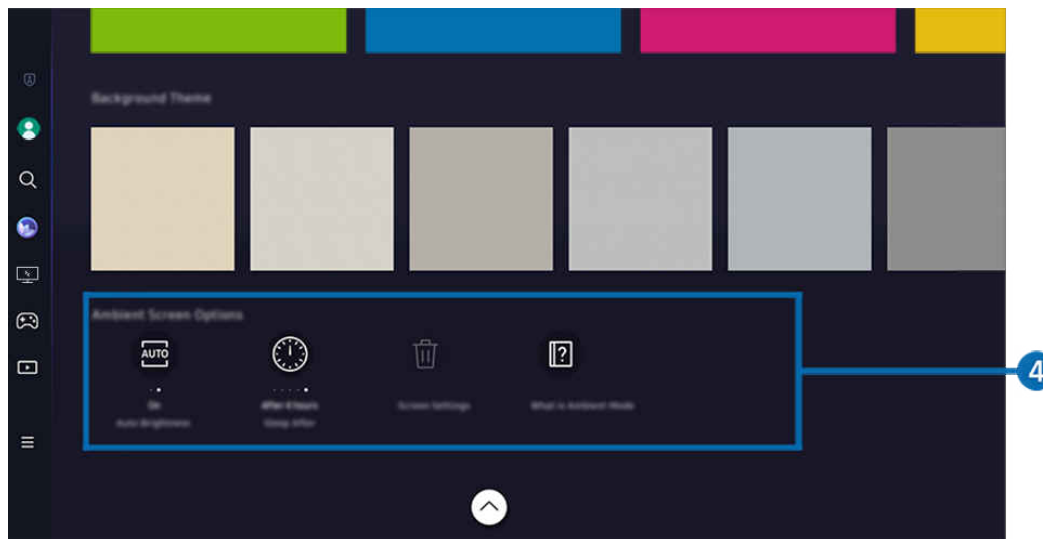 Background Theme
Ambient Screen Options
AUTO
?
4
On
After 8 hours
Screen Settings
What is Ambient Mode
Auto Brightness
Sleep After